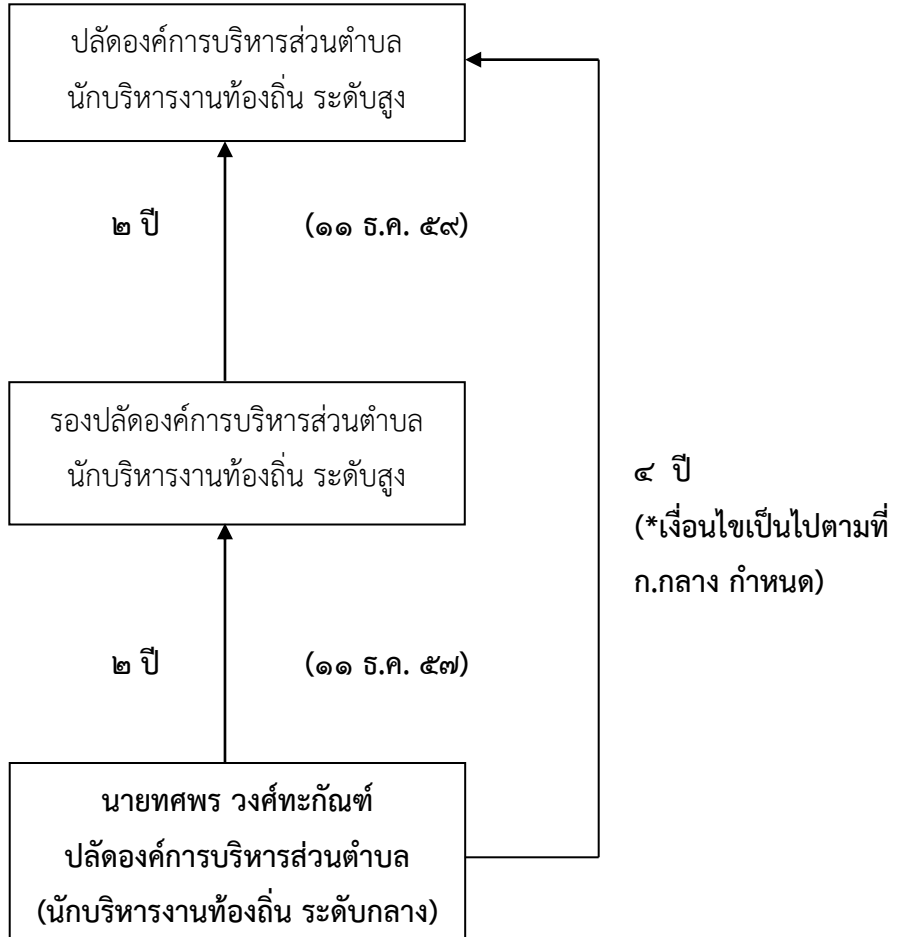 ปลัดองค์การบริหารส่วนตำบล
นักบริหารงานท้องถิ่น ระดับสูง
๒ ปี
(๑๑ ธ.ค. ๕๙)
รองปลัดองค์การบริหารส่วนตำบล
นักบริหารงานท้องถิ่น ระดับสูง
๔ ปี
(*เงื่อนไขเป็นไปตามที่
ก.กลาง กำหนด)
๒ ปี
(๑๑ ธ.ค. ๕๗)
นายทศพร วงศ์ทะกัณฑ์
ปลัดองค์การบริหารส่วนตำบล
(นักบริหารงานท้องถิ่น ระดับกลาง)